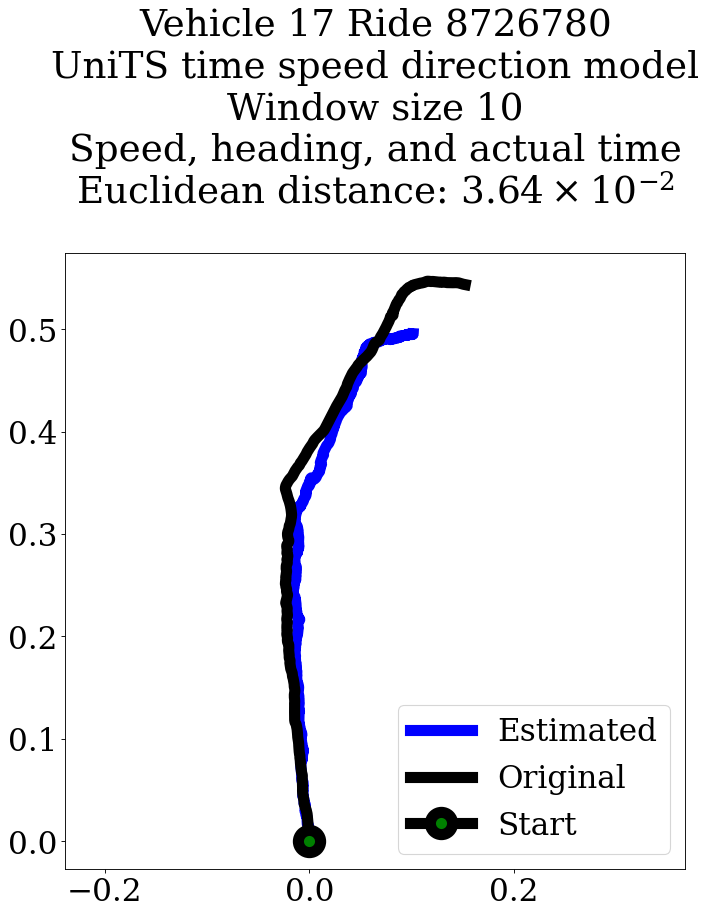 Vehicle 17 Ride 8726780
UniTS time speed direction model
Window size 10
Speed, heading, and actual time
Euclidean distance: 3.64 × 10⁻²
0.5
0.4
0.3
0.2
0.1
0.0
−0.2 0.0 0.2
Estimated
Original
Start